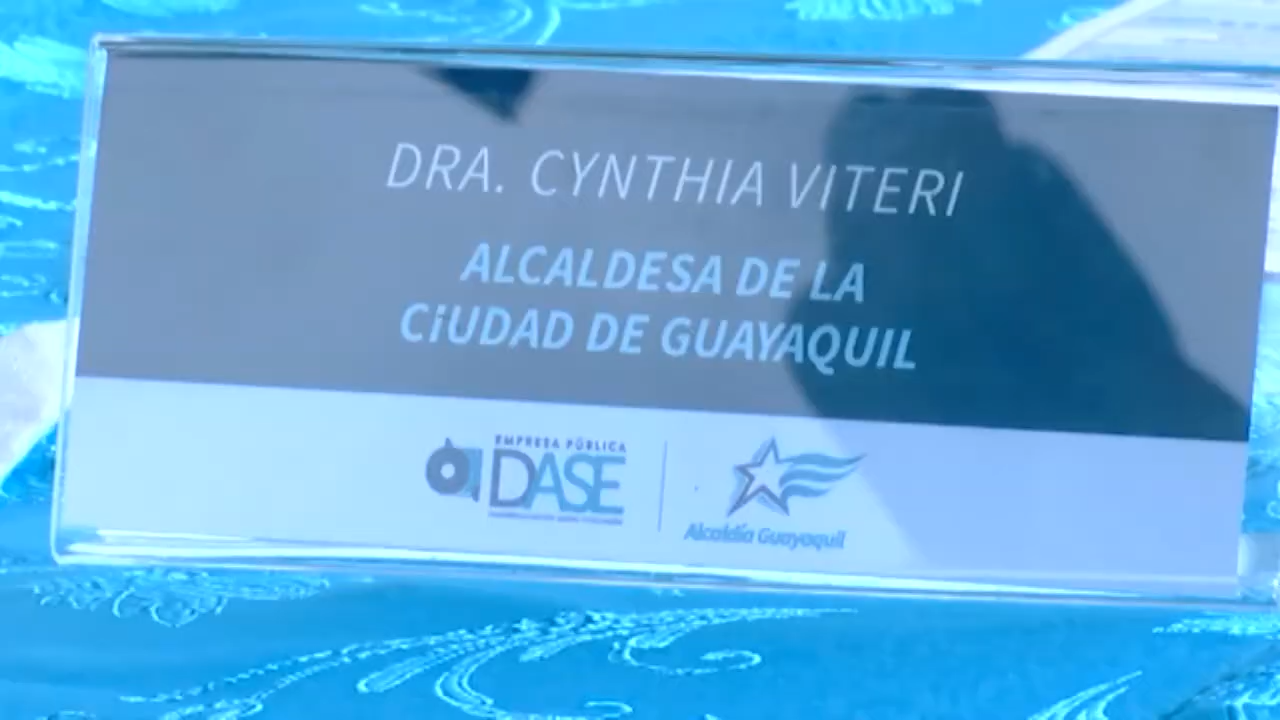 DRA. CYNTHIA VITERI
ALCALDESA DE LA
CiUDAD DE GUAYAQUIL
EMPRESA PÚBLICA
DASE
Alcaldía Guayaquil